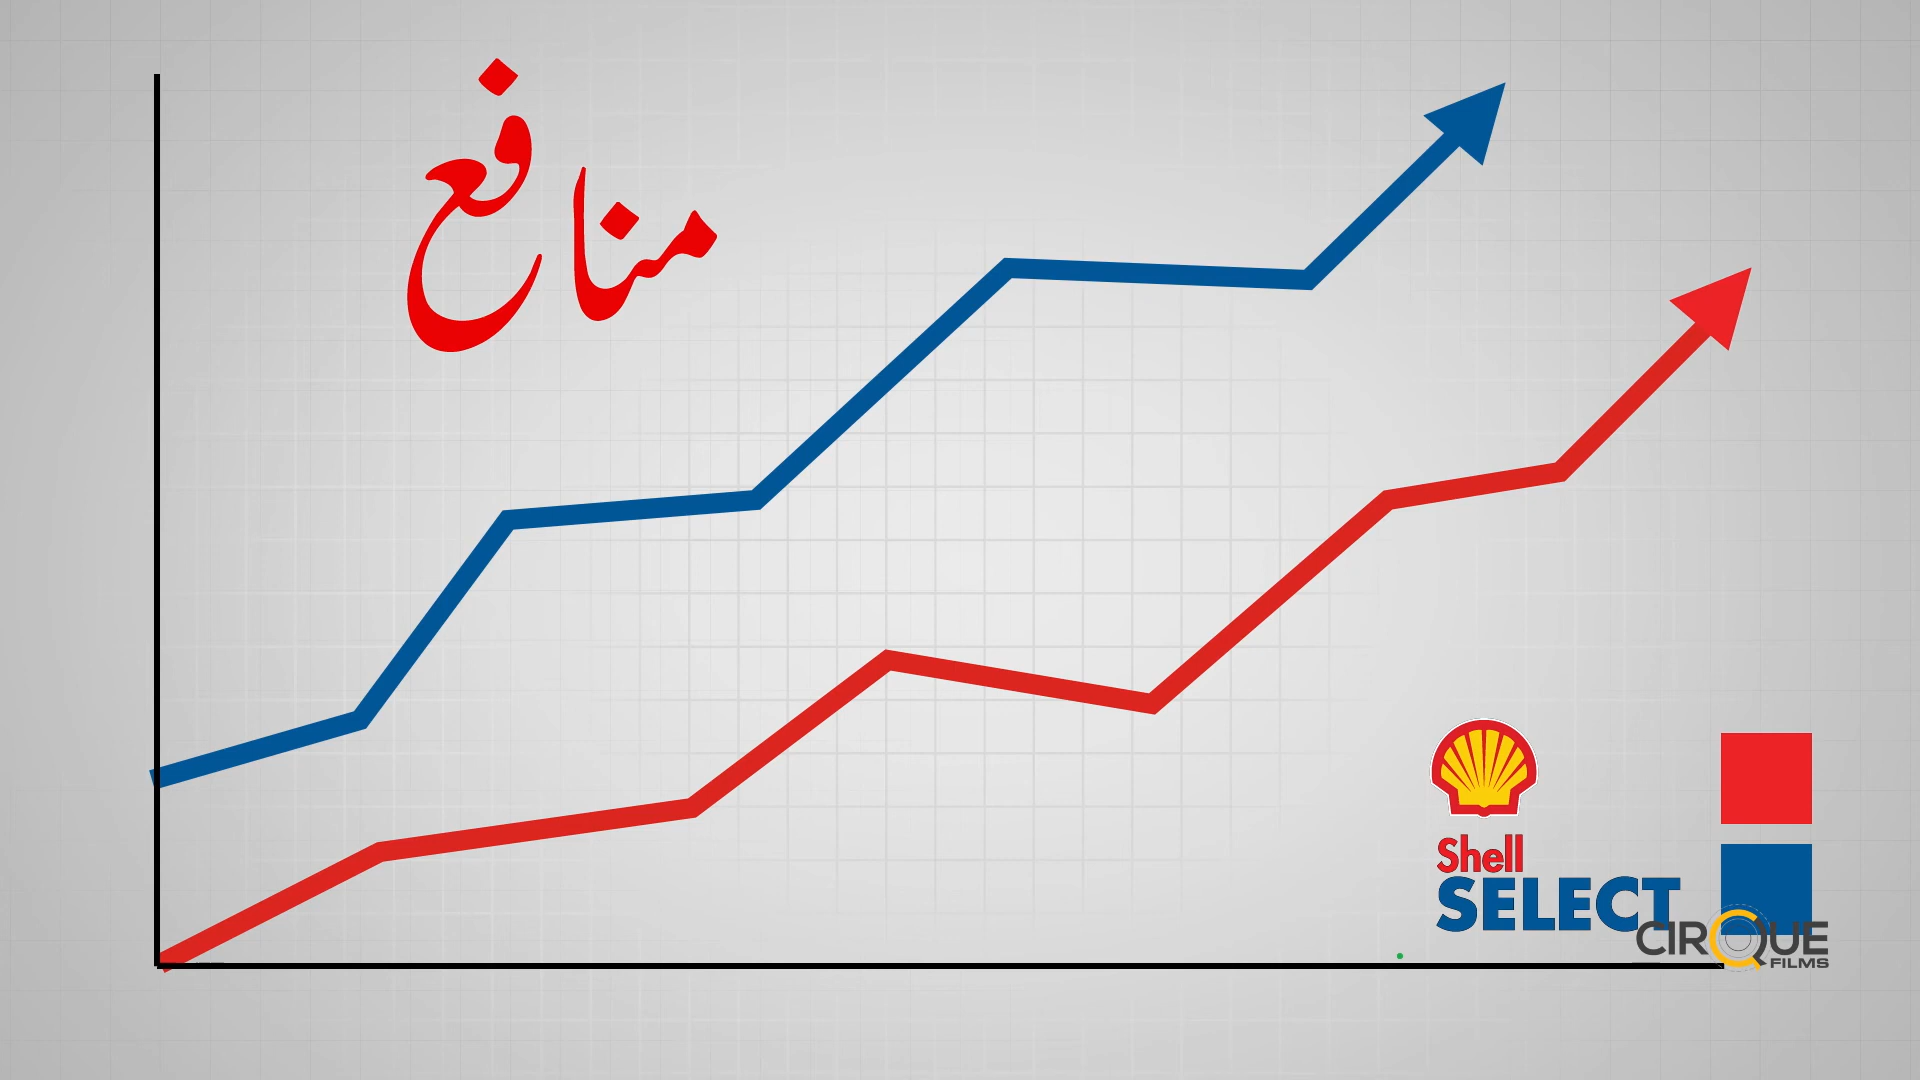 منافع
Shell
SELECT
CIRQUE
FILMS